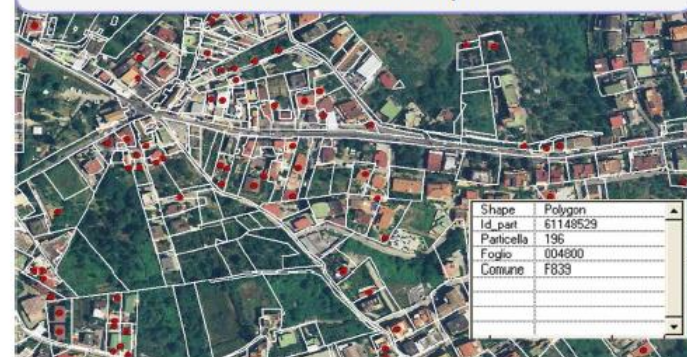 Shape Polygon
Id_part 61148529
Particella 196
Foglio 004800
Comune F839